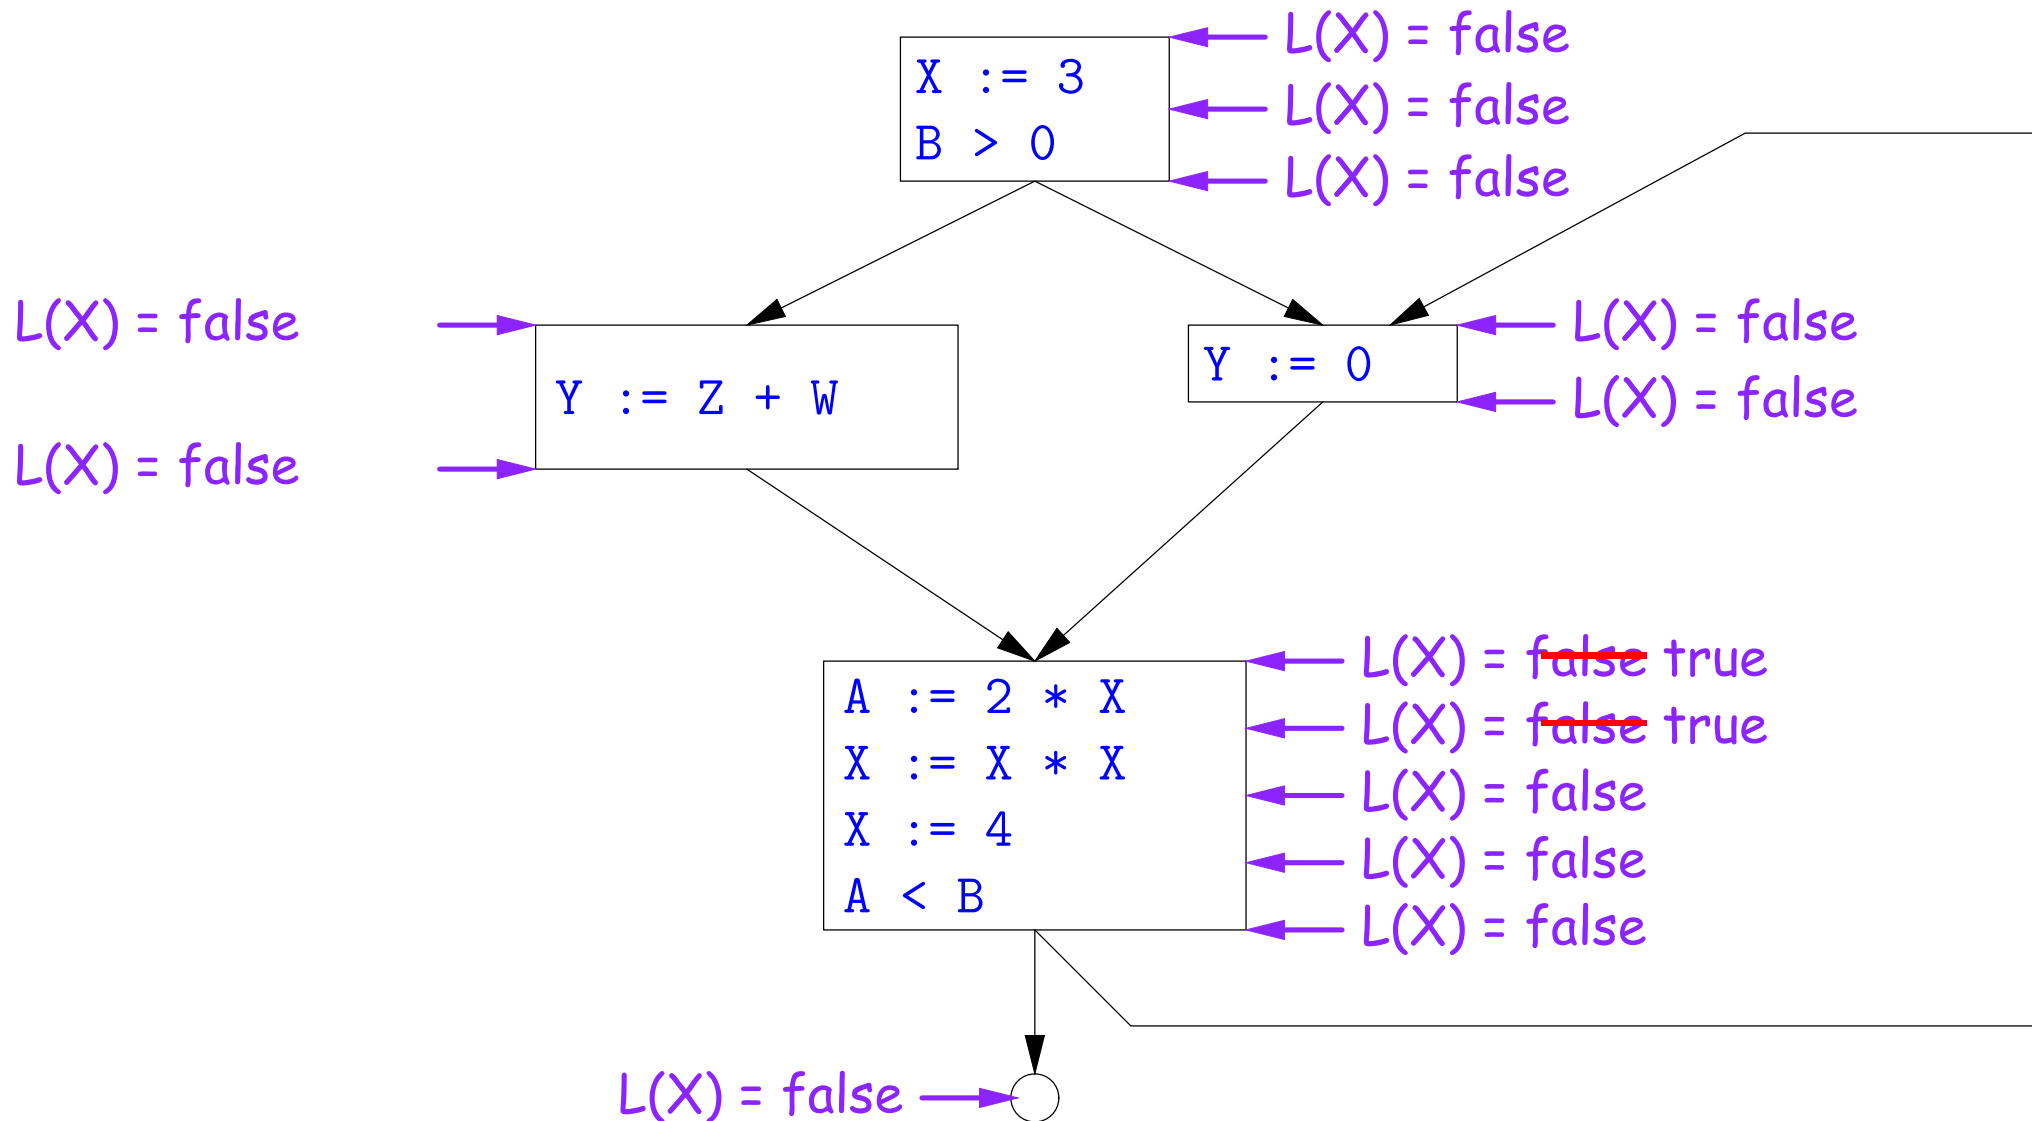 L(X) = false
X := 3
L(X) = false
B > 0
L(X) = false
L(X) = false
Y := Z + W
L(X) = false
L(X) = false
Y := 0
L(X) = false
L(X) = false true
A := 2 * X
L(X) = false true
X := X * X
L(X) = false
X := 4
L(X) = false
A < B
L(X) = false
L(X) = false